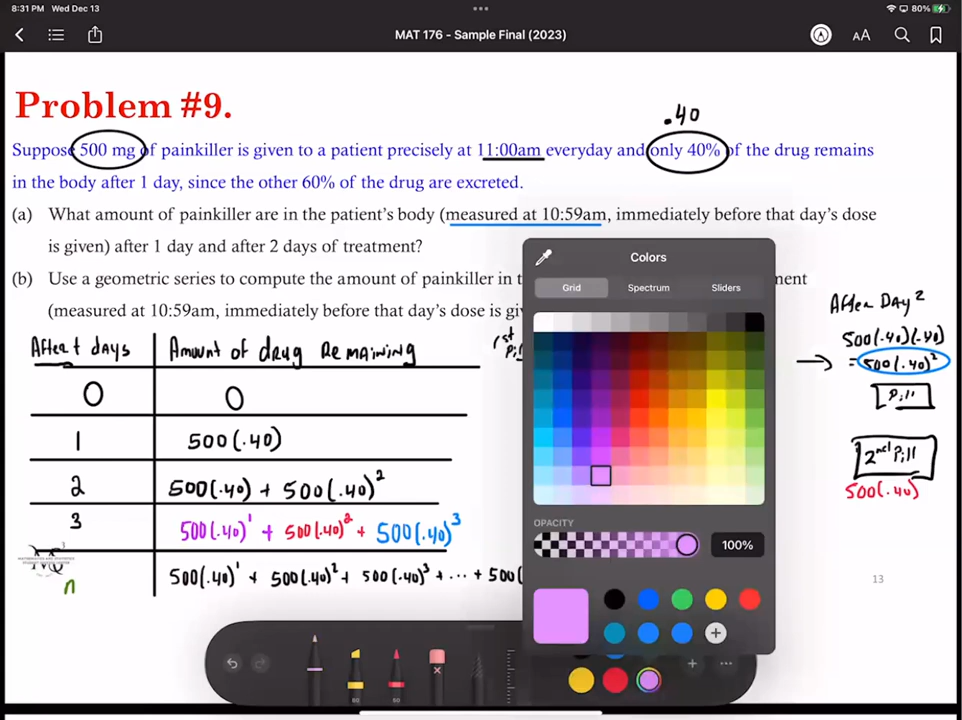 8:31 PM Wed Dec 13
80%
MAT 176 - Sample Final (2023)
AA
Problem #9.
.40
Suppose 500 mg of painkiller is given to a patient precisely at 11:00am everyday and only 40% of the drug remains
in the body after 1 day, since the other 60% of the drug are excreted.
(a) What amount of painkiller are in the patient's body (measured at 10:59am, immediately before that day's dose
is given) after 1 day and after 2 days of treatment?
(b) Use a geometric series to compute the amount of painkiller in
(measured at 10:59am, immediately before that day's dose is
Colors
Grid Spectrum Sliders
OPACITY
100%
After Day 2
500(.40)(.40)
→ = 500(.40)²
Pill
2nd Pill
500(.40)
1st
After t days Amount of drug Remaining
0 0
1 500(.40)
2 500(.40) + 500(.40)²
3 500(.40)¹ + 500(.40)² + 500(.40)³
n 500(.40)¹ + 500(.40)² + 500(.40)³ + ... + 500(
13
80
50